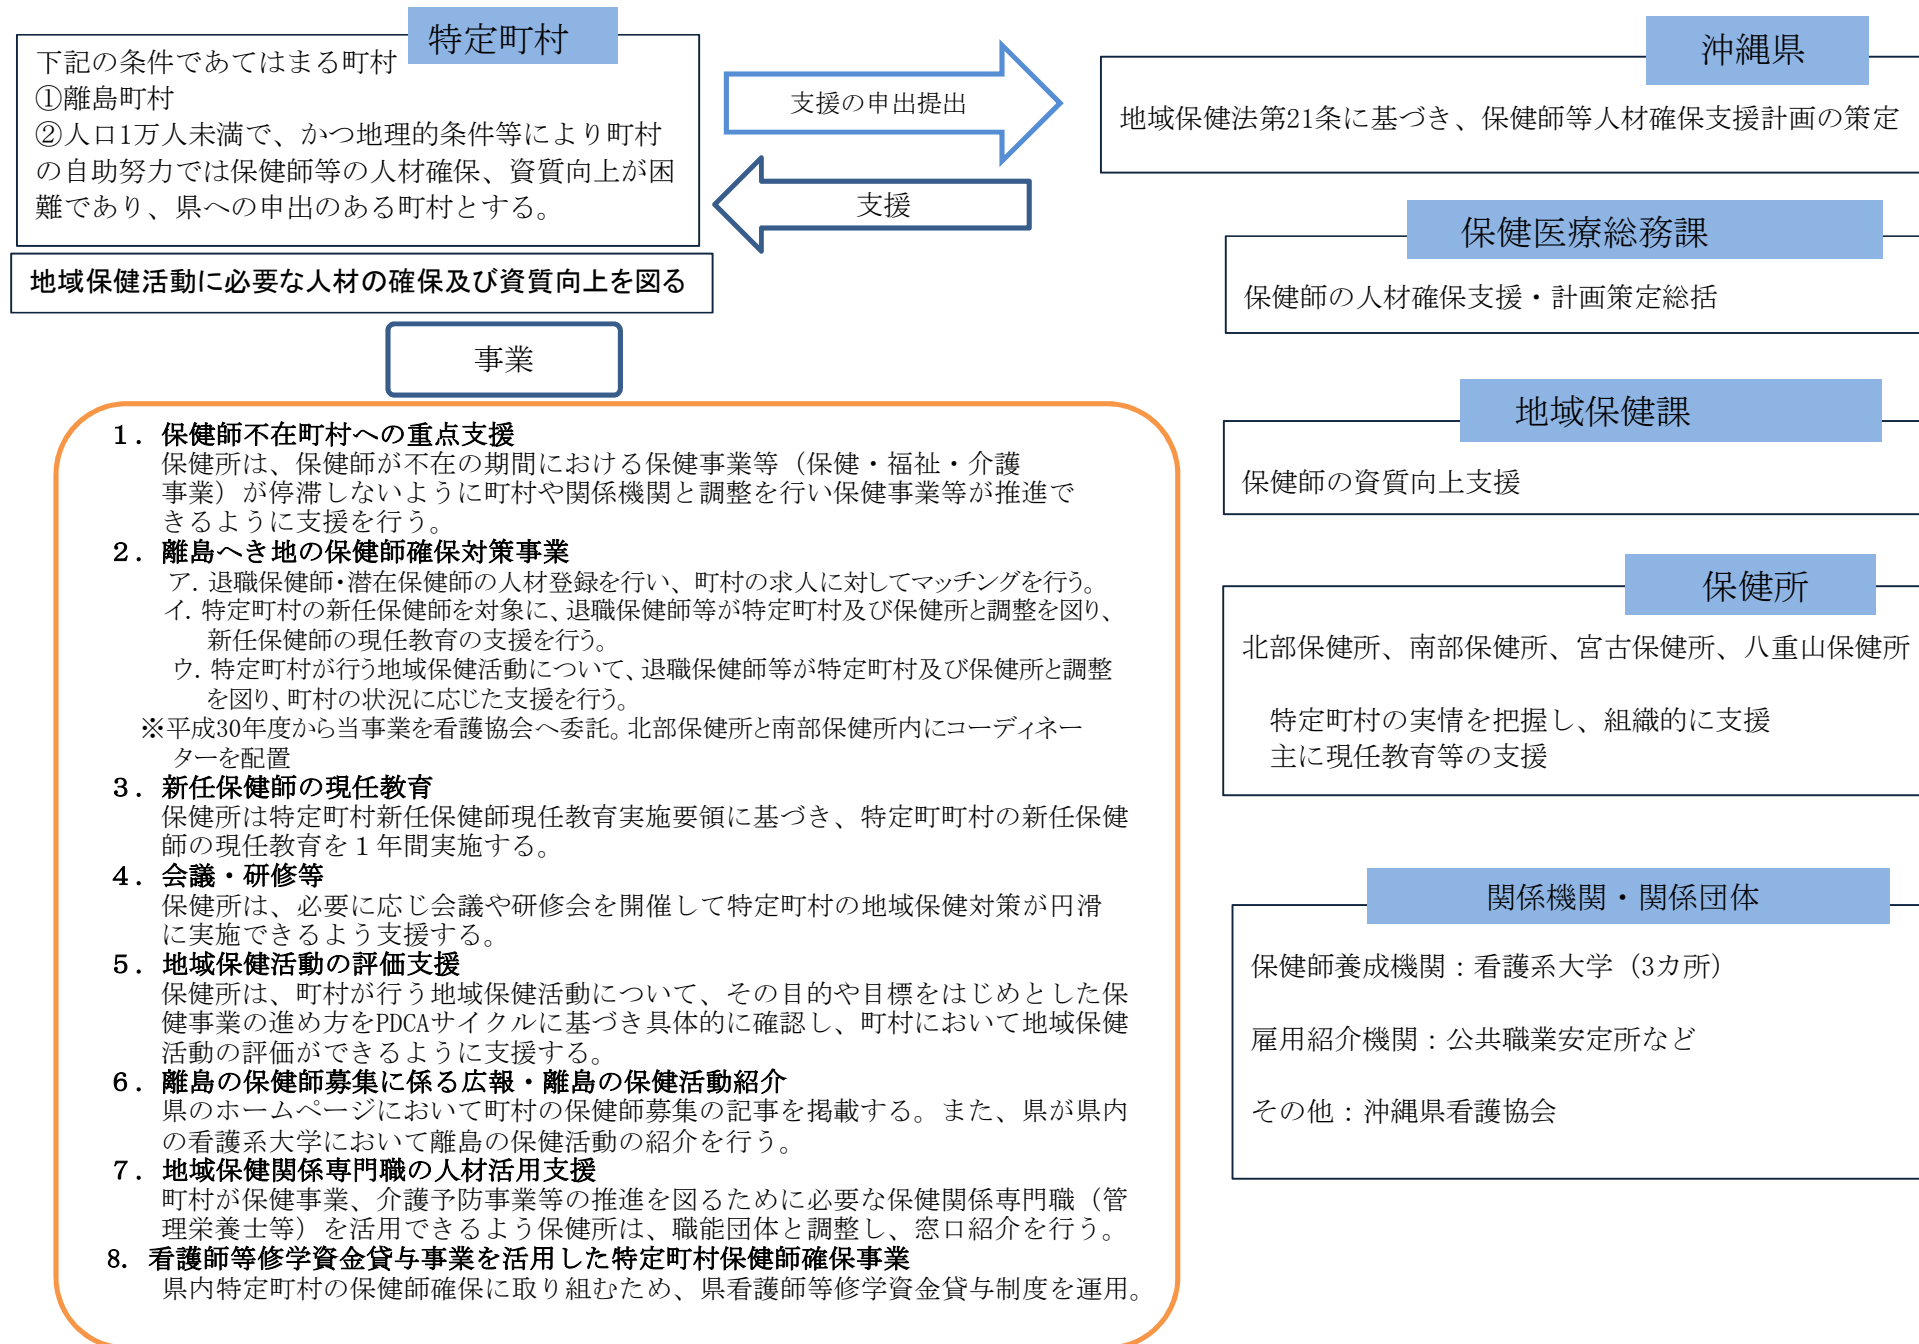 特定町村
下記の条件であてはまる町村
①離島町村
②人口1万人未満で、かつ地理的条件等により町村
の自助努力では保健師等の人材確保、資質向上が困
難であり、県への申出のある町村とする。
地域保健活動に必要な人材の確保及び資質向上を図る
支援の申出提出
支援
沖縄県
地域保健法第21条に基づき、保健師等人材確保支援計画の策定
保健医療総務課
保健師の人材確保支援・計画策定総括
地域保健課
保健師の資質向上支援
保健所
北部保健所、南部保健所、宮古保健所、八重山保健所
特定町村の実情を把握し、組織的に支援
主に現任教育等の支援
関係機関・関係団体
保健師養成機関：看護系大学（3カ所）
雇用紹介機関：公共職業安定所など
その他：沖縄県看護協会
事業
１．保健師不在町村への重点支援
保健所は、保健師が不在の期間における保健事業等（保健・福祉・介護
事業）が停滞しないように町村や関係機関と調整を行い保健事業等が推進で
きるように支援を行う。
２．離島へき地の保健師確保対策事業
ア．退職保健師・潜在保健師の人材登録を行い、町村の求人に対してマッチングを行う。
イ．特定町村の新任保健師を対象に、退職保健師等が特定町村及び保健所と調整を図り、
新任保健師の現任教育の支援を行う。
ウ．特定町村が行う地域保健活動について、退職保健師等が特定町村及び保健所と調整
を図り、町村の状況に応じた支援を行う。
※平成30年度から当事業を看護協会へ委託。北部保健所と南部保健所内にコーディネー
ターを配置
３．新任保健師の現任教育
保健所は特定町村新任保健師現任教育実施要領に基づき、特定町町村の新任保健
師の現任教育を１年間実施する。
４．会議・研修等
保健所は、必要に応じ会議や研修会を開催して特定町村の地域保健対策が円滑
に実施できるよう支援する。
５．地域保健活動の評価支援
保健所は、町村が行う地域保健活動について、その目的や目標をはじめとした保
健事業の進め方をPDCAサイクルに基づき具体的に確認し、町村において地域保健
活動の評価ができるように支援する。
６．離島の保健師募集に係る広報・離島の保健活動紹介
県のホームページにおいて町村の保健師募集の記事を掲載する。また、県が県内
の看護系大学において離島の保健活動の紹介を行う。
７．地域保健関係専門職の人材活用支援
町村が保健事業、介護予防事業等の推進を図るために必要な保健関係専門職（管
理栄養士等）を活用できるよう保健所は、職能団体と調整し、窓口紹介を行う。
8．看護師等修学資金貸与事業を活用した特定町村保健師確保事業
県内特定町村の保健師確保に取り組むため、県看護師等修学資金貸与制度を運用。